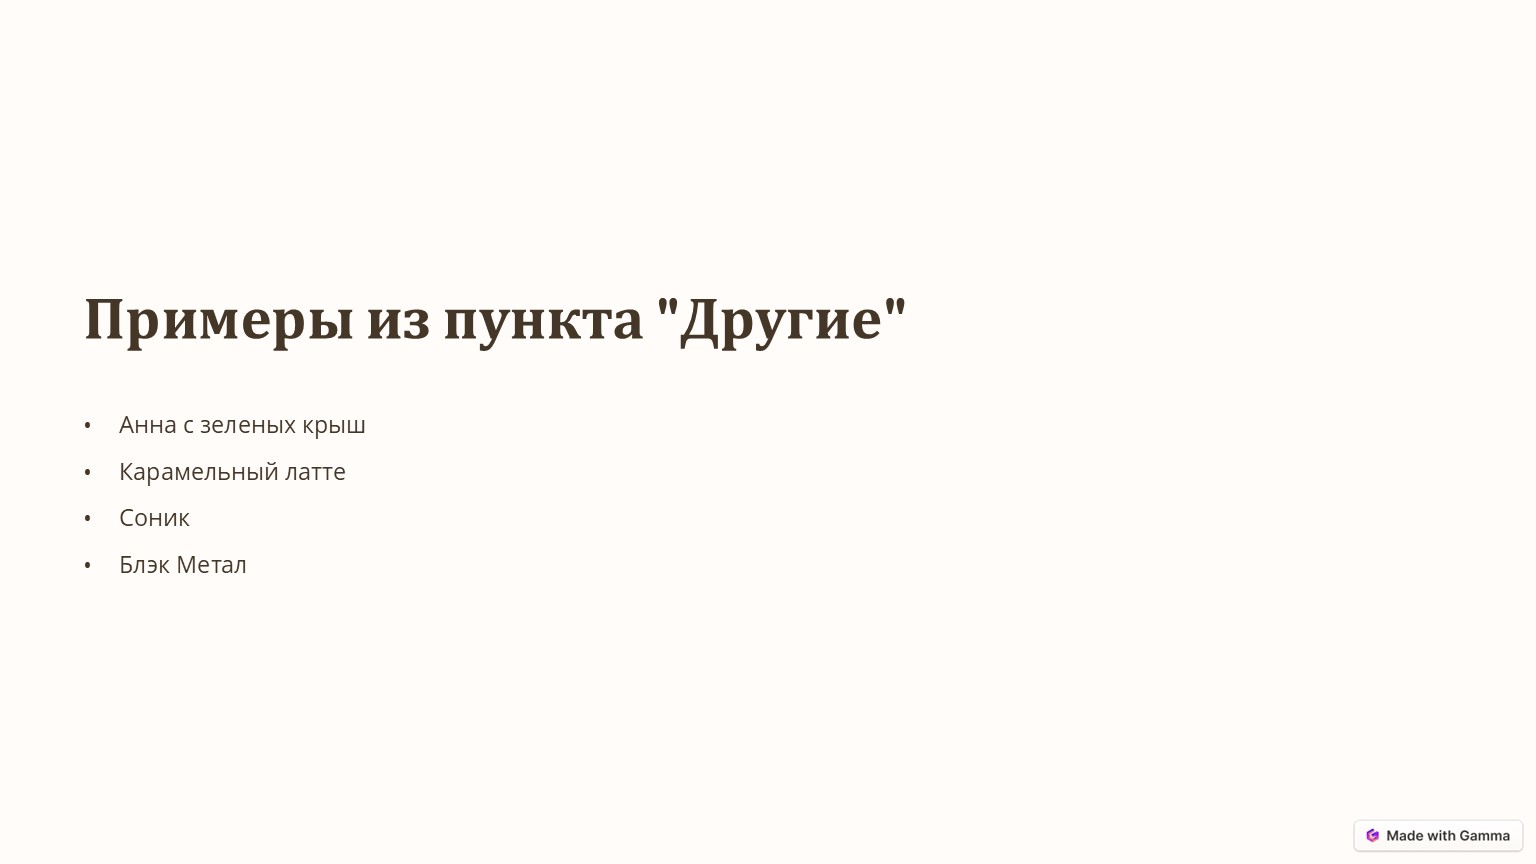 Примеры из пункта "Другие"
• Анна с зеленых крыш
• Карамельный латте
• Соник
• Блэк Метал
Made with Gamma